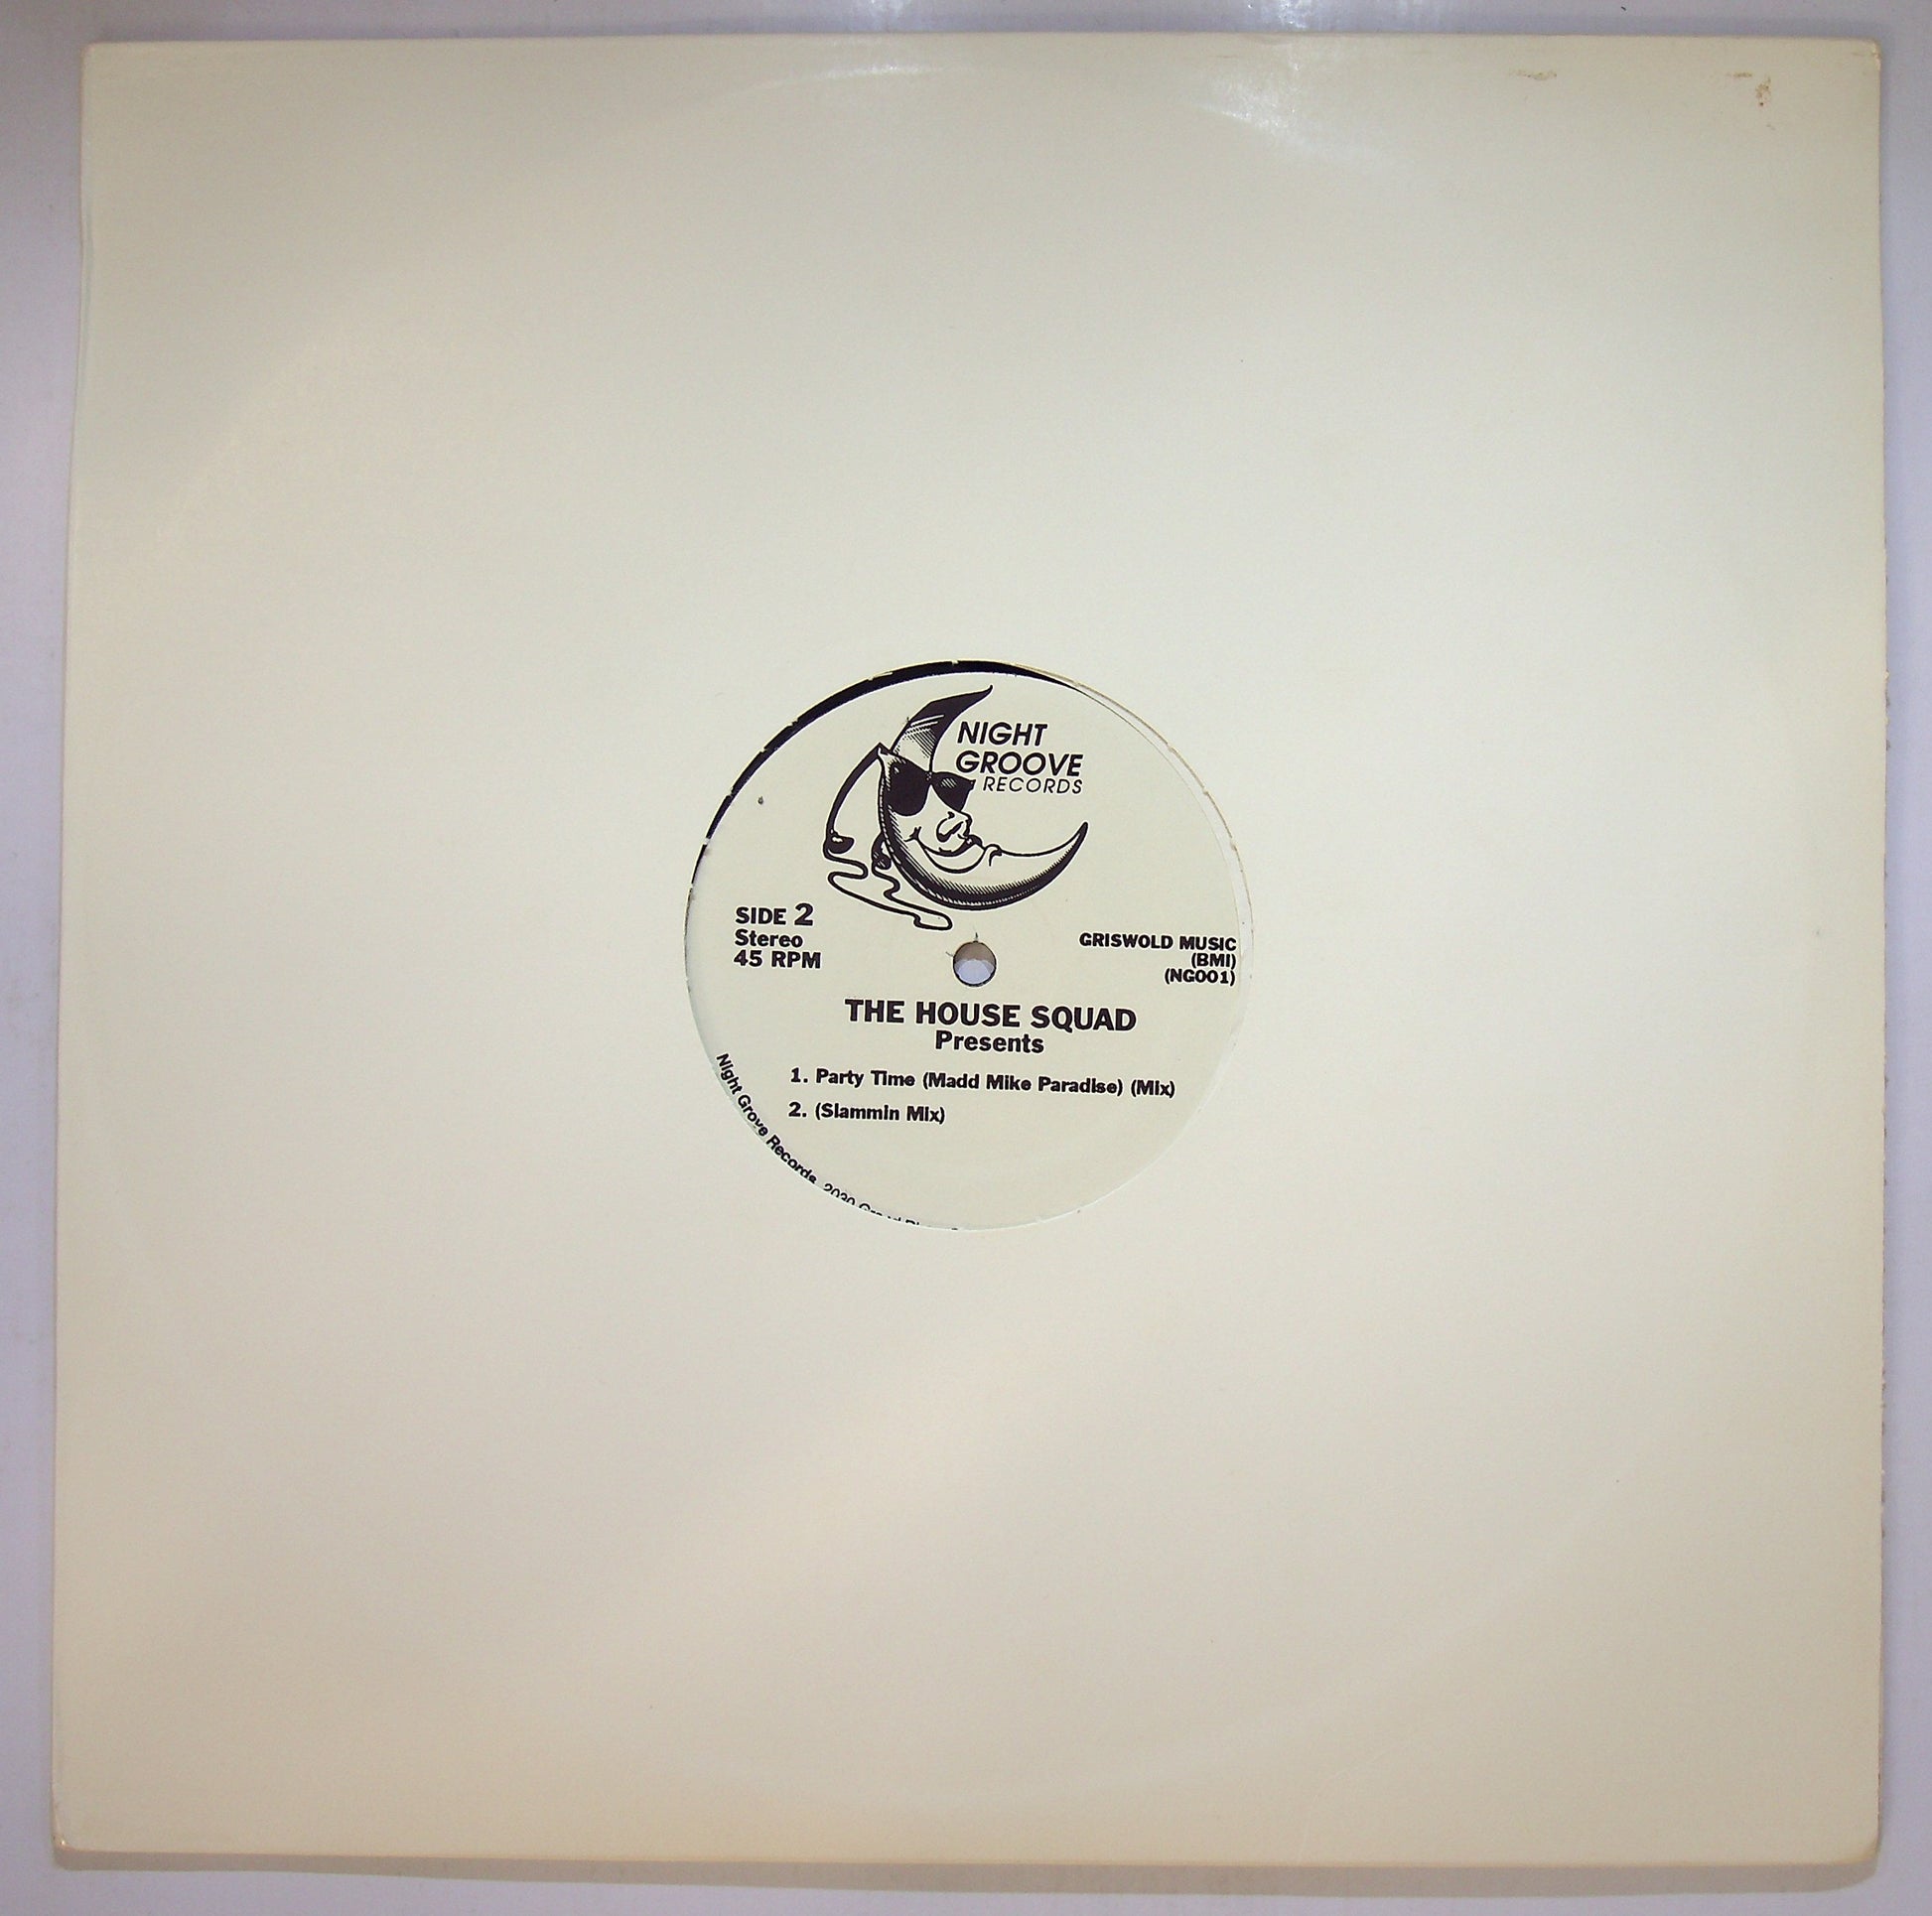 NIGHT
GROOVE
RECORDS
SIDE 2
Stereo
45 RPM
GRISWOLD MUSIC
(BMI)
(NG001)
THE HOUSE SQUAD
Presents
1. Party Time (Madd Mike Paradise) (Mix)
2. (Slammin Mix)
Night Grove Records, 2030